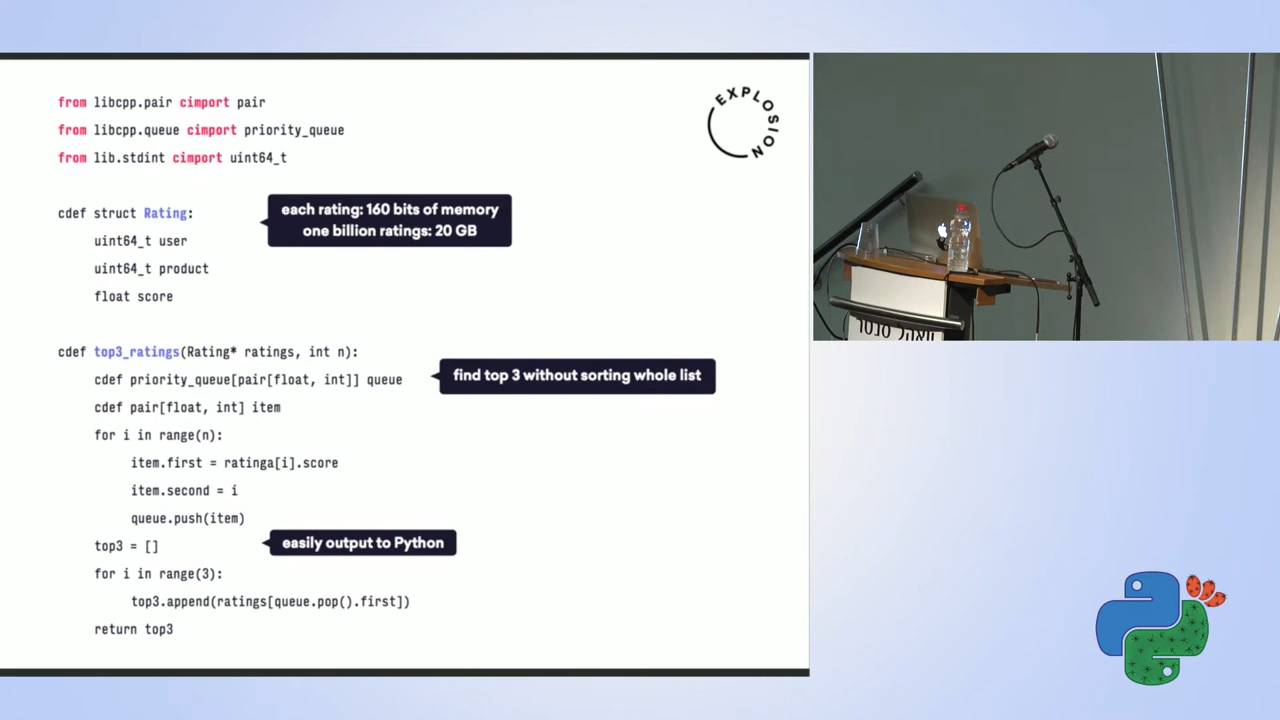 from libcpp.pair cimport pair
from libcpp.queue cimport priority_queue
from lib.stdint cimport uint64_t
EXPLOSION
cdef struct Rating:
each rating: 160 bits of memory
one billion ratings: 20 GB
uint64_t user
uint64_t product
float score
cdef top3_ratings(Rating* ratings, int n):
cdef priority_queue[pair[float, int]] queue
find top 3 without sorting whole list
cdef pair[float, int] item
for i in range(n):
item.first = ratinga[i].score
item.second = i
queue.push(item)
top3 = []
easily output to Python
for i in range(3):
top3.append(ratings[queue.pop().first])
return top3
וואהל סנטר